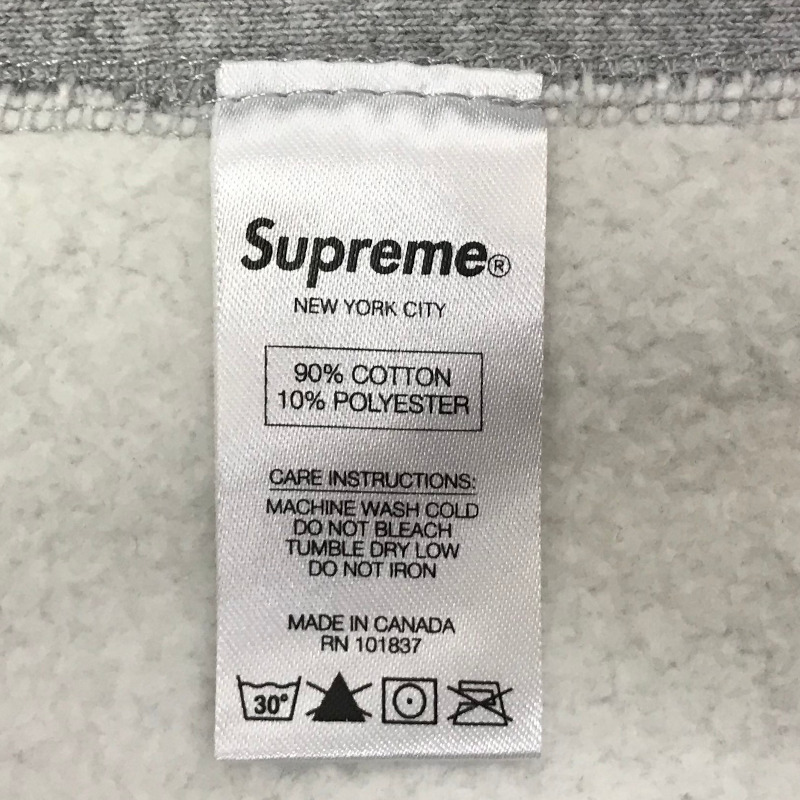 Supreme®
NEW YORK CITY
90% COTTON
10% POLYESTER
CARE INSTRUCTIONS:
MACHINE WASH COLD
DO NOT BLEACH
TUMBLE DRY LOW
DO NOT IRON
MADE IN CANADA
RN 101837
30°